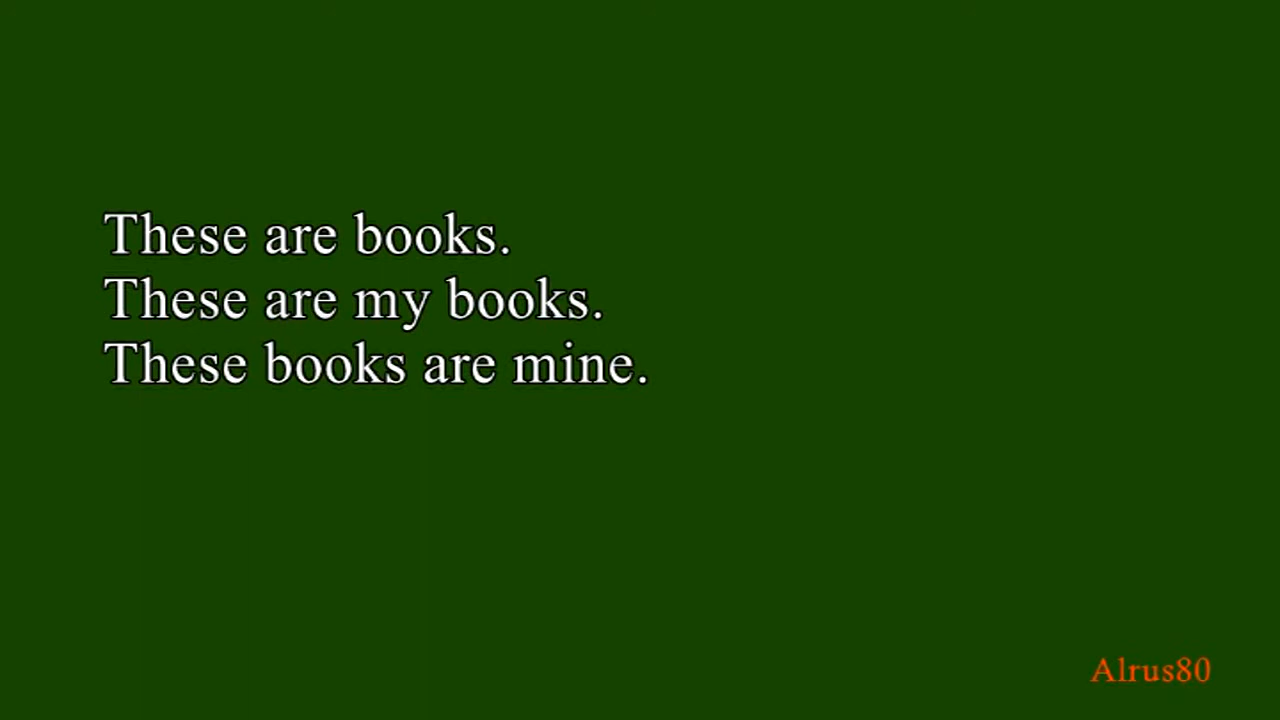 These are books.
These are my books.
These books are mine.
Alrus80